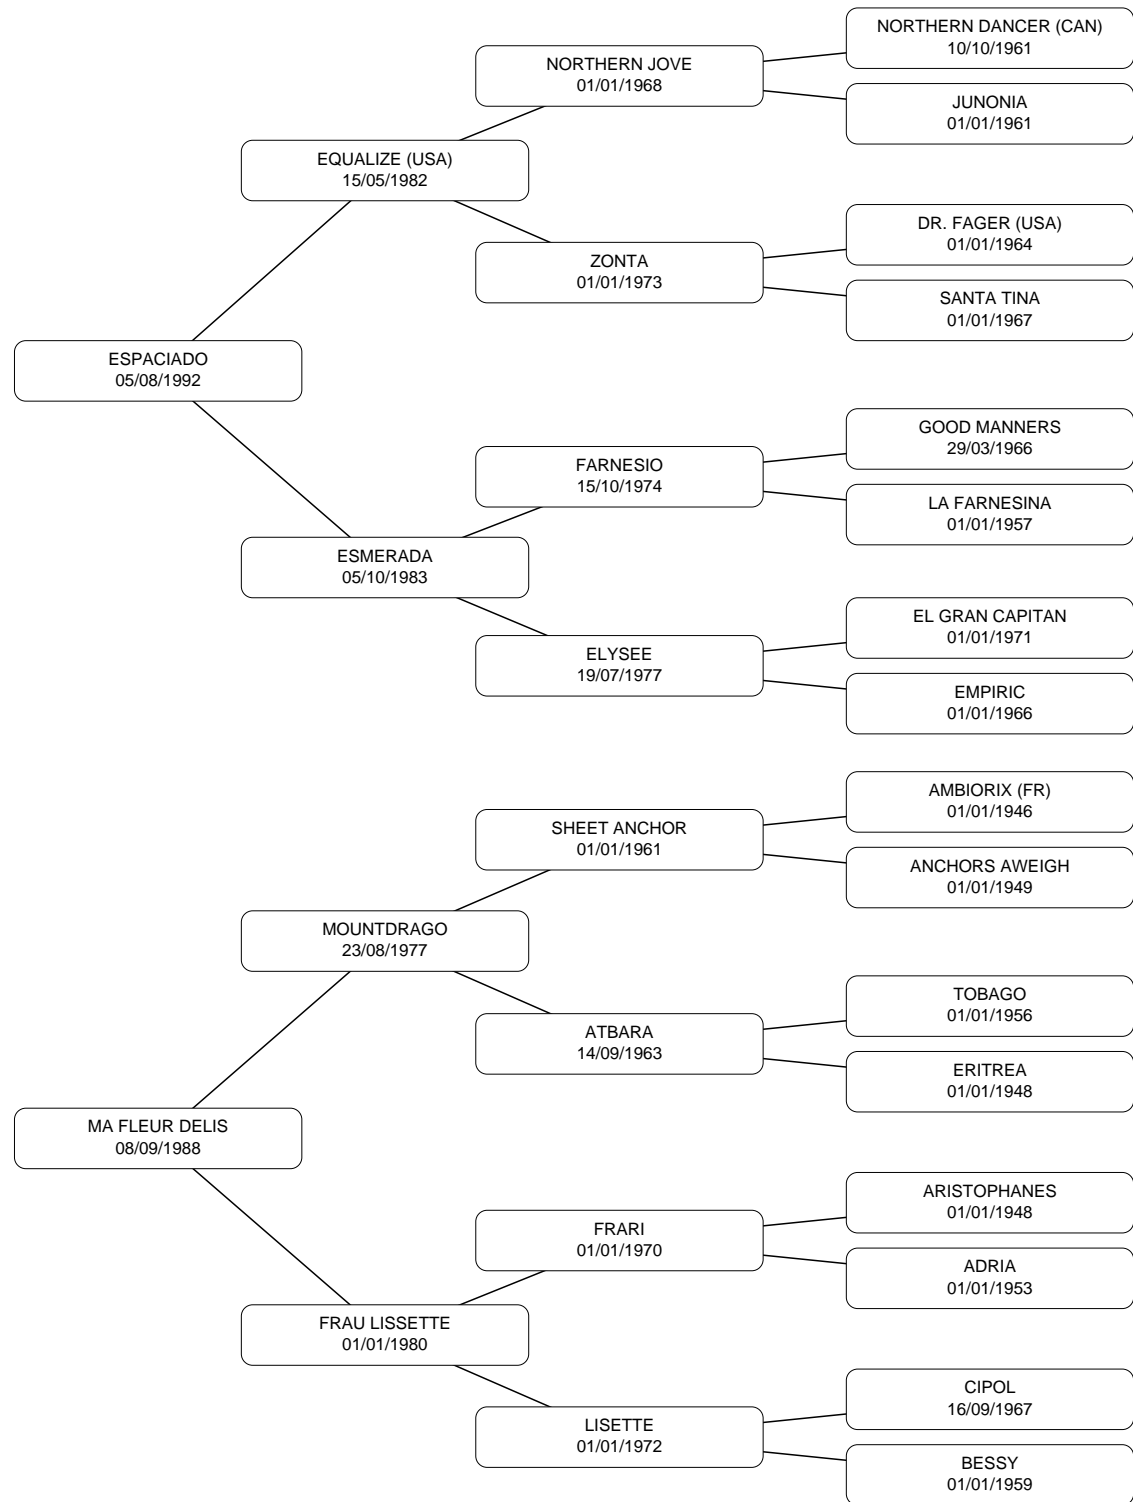 NORTHERN DANCER (CAN)
10/10/1961
NORTHERN JOVE
01/01/1968
JUNONIA
01/01/1961
EQUALIZE (USA)
15/05/1982
DR. FAGER (USA)
01/01/1964
ZONTA
01/01/1973
SANTA TINA
01/01/1967
ESPACIADO
05/08/1992
GOOD MANNERS
29/03/1966
FARNESIO
15/10/1974
LA FARNESINA
01/01/1957
ESMERADA
05/10/1983
EL GRAN CAPITAN
01/01/1971
ELYSEE
19/07/1977
EMPIRIC
01/01/1966
AMBIORIX (FR)
01/01/1946
SHEET ANCHOR
01/01/1961
ANCHORS AWEIGH
01/01/1949
MOUNTDRAGO
23/08/1977
TOBAGO
01/01/1956
ATBARA
14/09/1963
ERITREA
01/01/1948
MA FLEUR DELIS
08/09/1988
ARISTOPHANES
01/01/1948
FRARI
01/01/1970
ADRIA
01/01/1953
FRAU LISSETTE
01/01/1980
CIPOL
16/09/1967
LISETTE
01/01/1972
BESSY
01/01/1959